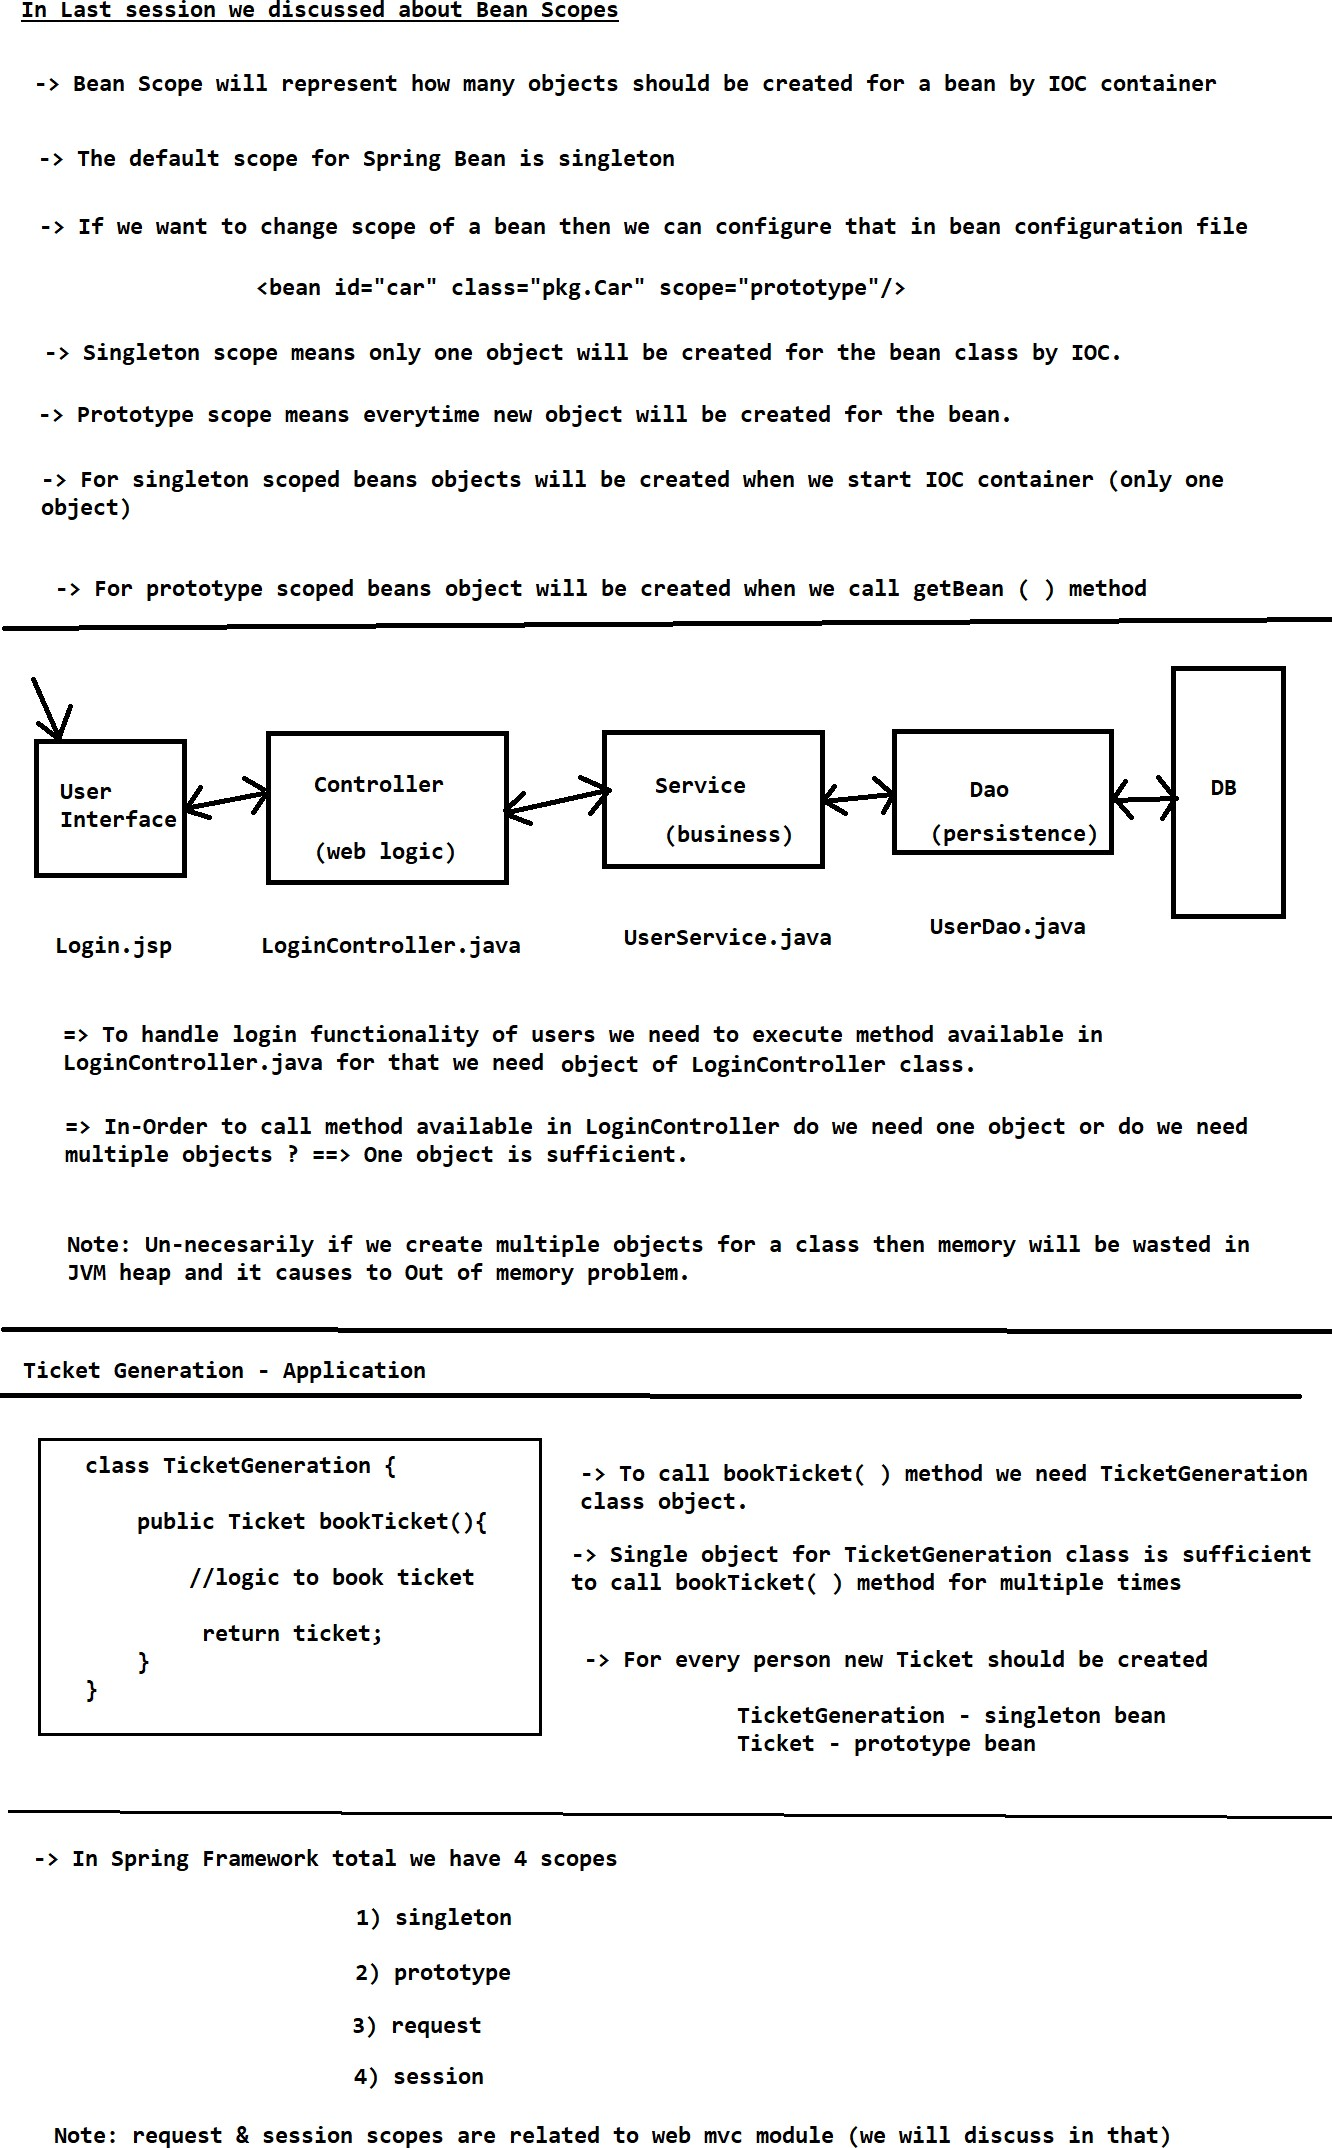 In Last session we discussed about Bean Scopes
-> Bean Scope will represent how many objects should be created for a bean by IOC container
-> The default scope for Spring Bean is singleton
-> If we want to change scope of a bean then we can configure that in bean configuration file
<bean id="car" class="pkg.Car" scope="prototype"/>
-> Singleton scope means only one object will be created for the bean class by IOC.
-> Prototype scope means everytime new object will be created for the bean.
-> For singleton scoped beans objects will be created when we start IOC container (only one
object)
-> For prototype scoped beans object will be created when we call getBean ( ) method
User
Interface
Controller
(web logic)
Service
(business)
Dao
(persistence)
DB
Login.jsp
LoginController.java
UserService.java
UserDao.java
=> To handle login functionality of users we need to execute method available in
LoginController.java for that we need object of LoginController class.
=> In-Order to call method available in LoginController do we need one object or do we need
multiple objects ? ==> One object is sufficient.
Note: Un-necesarily if we create multiple objects for a class then memory will be wasted in
JVM heap and it causes to Out of memory problem.
Ticket Generation - Application
class TicketGeneration {
public Ticket bookTicket(){
//logic to book ticket
return ticket;
}
}
-> To call bookTicket( ) method we need TicketGeneration
class object.
-> Single object for TicketGeneration class is sufficient
to call bookTicket( ) method for multiple times
-> For every person new Ticket should be created
TicketGeneration - singleton bean
Ticket - prototype bean
-> In Spring Framework total we have 4 scopes
1) singleton
2) prototype
3) request
4) session
Note: request & session scopes are related to web mvc module (we will discuss in that)